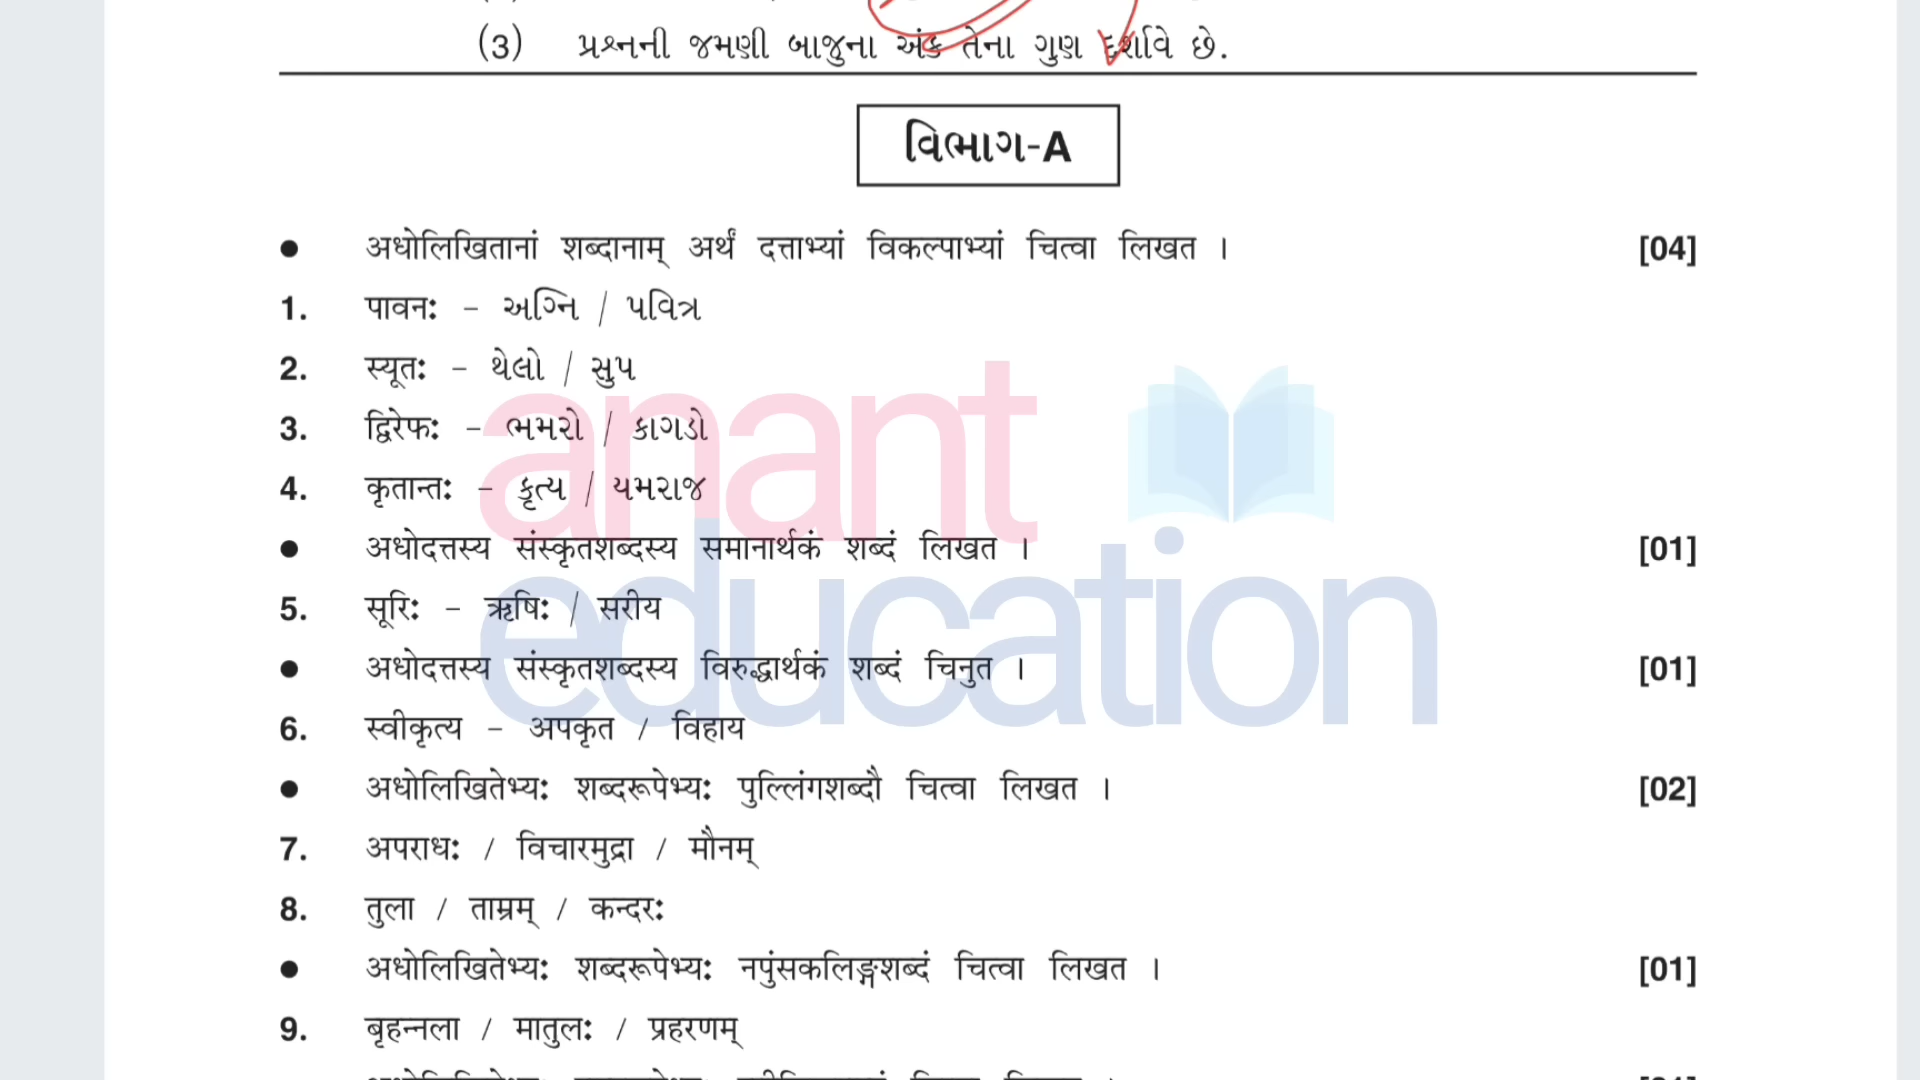 (3) પ્રશ્નની જમણી બાજુના અંક તેના ગુણ દર્શાવે છે.
વિભાગ-A
● अधोलिखितानां शब्दानाम् अर्थं दत्ताभ्यां विकल्पाभ्यां चित्वा लिखत । [04]
1. पावनः - અગ્નિ / પવિત્ર
2. स्यूतः - થેલો / સુપ
3. द्विरेफः - ભમરો / કાગડો
4. कृतान्तः - કૃત્ય / યમરાજ
● अधोदत्तस्य संस्कृतशब्दस्य समानार्थकं शब्दं लिखत । [01]
5. सूरिः - ऋषिः / सरीय
● अधोदत्तस्य संस्कृतशब्दस्य विरुद्धार्थकं शब्दं चिनुत । [01]
6. स्वीकृत्य - अपकृत / विहाय
● अधोलिखितेभ्यः शब्दरूपेभ्यः पुल्लिंगशब्दौ चित्वा लिखत । [02]
7. अपराधः / विचारमुद्रा / मौनम्
8. तुला / ताम्रम् / कन्दरः
● अधोलिखितेभ्यः शब्दरूपेभ्यः नपुंसकलिङ्गशब्दं चित्वा लिखत । [01]
9. बृहन्नला / मातुलः / प्रहरणम्
anant
education